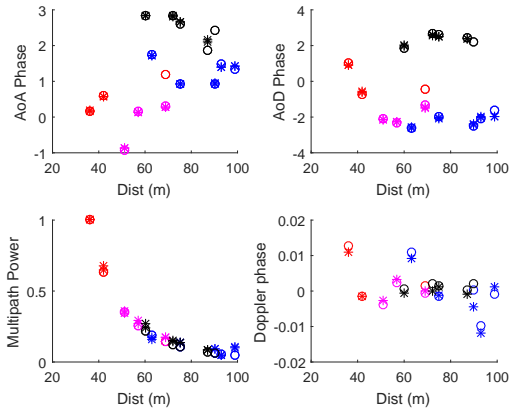 3
2
1
0
-1
20 40 60 80 100
AoA Phase
Dist (m)
4
2
0
-2
-4
20 40 60 80 100
AoD Phase
Dist (m)
1
0.5
0
20 40 60 80 100
Multipath Power
Dist (m)
0.02
0.01
0
-0.01
-0.02
20 40 60 80 100
Doppler phase
Dist (m)